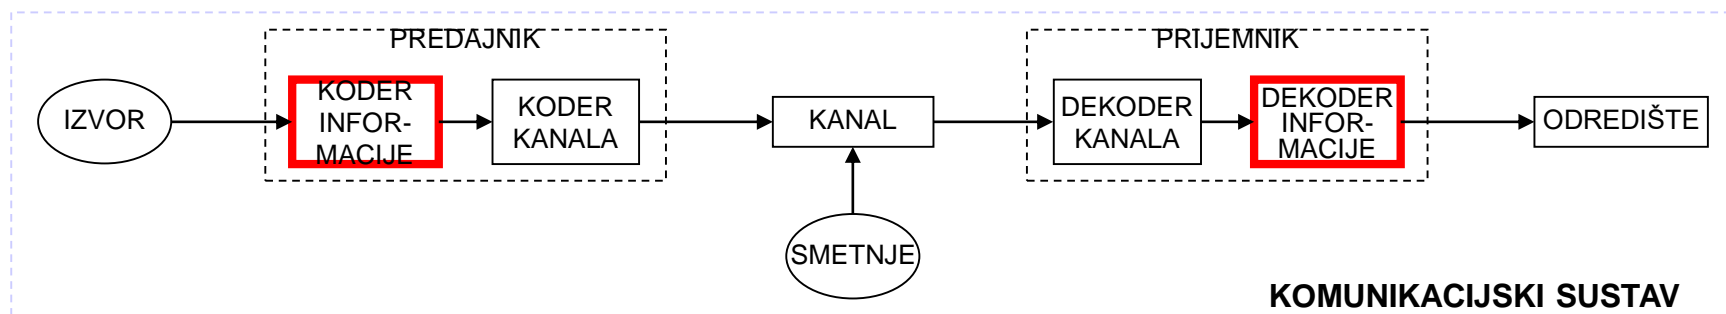 PREDAJNIK
PRIJEMNIK
IZVOR
KODER
INFOR-
MACIJE
KODER
KANALA
KANAL
DEKODER
KANALA
DEKODER
INFOR-
MACIJE
ODREDIŠTE
SMETNJE
KOMUNIKACIJSKI SUSTAV